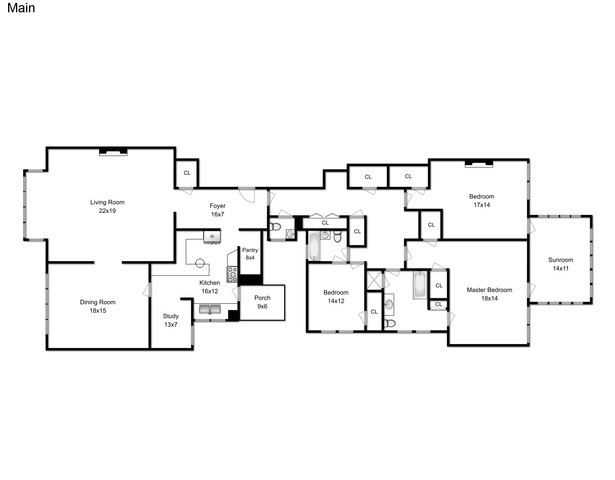 Main
CL
CL
CL
Living Room
22x19
Foyer
16x7
Bedroom
17x14
CL
CL
CL
Pantry
8x4
Sunroom
14x11
Kitchen
16x12
CL
Master Bedroom
18x14
Bedroom
14x12
Dining Room
18x15
Porch
9x6
CL
CL
Study
13x7